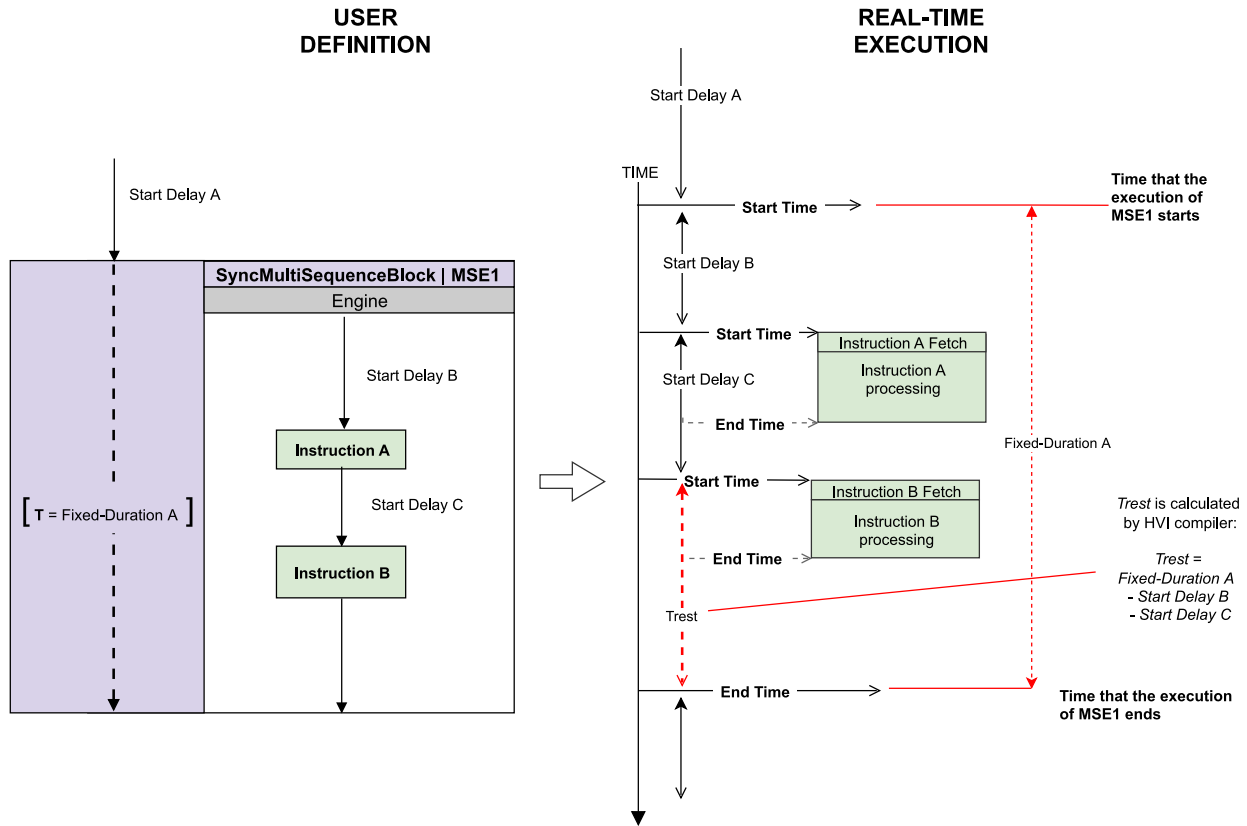 USER
DEFINITION
Start Delay A
SyncMultiSequenceBlock | MSE1
Engine
Start Delay B
Instruction A
[ T = Fixed-Duration A ]
Start Delay C
Instruction B
REAL-TIME
EXECUTION
Start Delay A
TIME
Start Time
Time that the
execution of
MSE1 starts
Start Delay B
Start Time
Instruction A Fetch
Instruction A
processing
Start Delay C
End Time
Fixed-Duration A
Start Time
Instruction B Fetch
Instruction B
processing
End Time
Trest is calculated
by HVI compiler:
Trest =
Fixed-Duration A
- Start Delay B
- Start Delay C
Trest
End Time
Time that the execution
of MSE1 ends